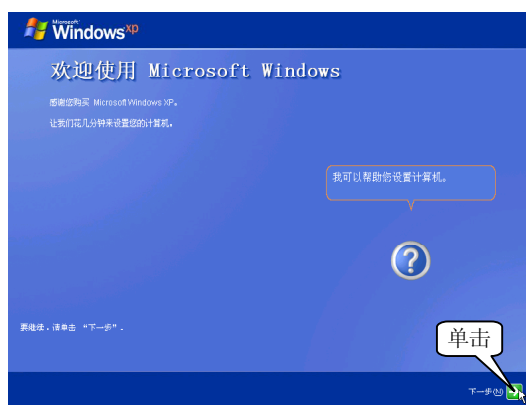 Microsoft
Windows xp
欢迎使用 Microsoft Windows
感谢您购买 Microsoft Windows XP。
让我们花几分钟来设置您的计算机。
我可以帮助您设置计算机。
?
要继续，请单击“下一步”.
单击
下一步(N)